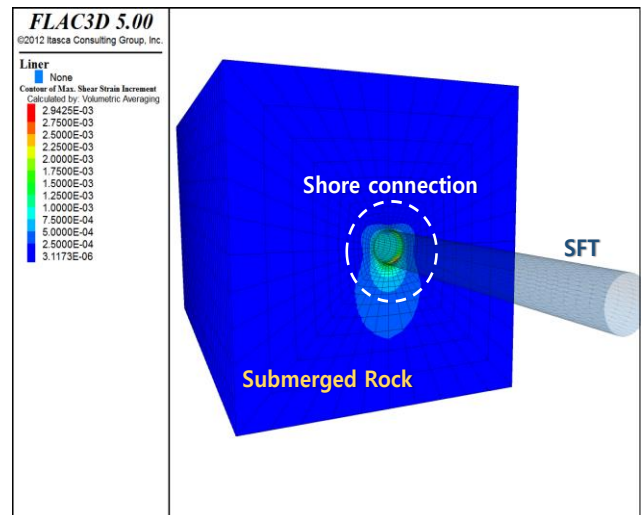 FLAC3D 5.00
©2012 Itasca Consulting Group, Inc.
Liner
None
Contour of Max. Shear Strain Increment
Calculated by: Volumetric Averaging
2.9425E-03
2.7500E-03
2.5000E-03
2.2500E-03
2.0000E-03
1.7500E-03
1.5000E-03
1.2500E-03
1.0000E-03
7.5000E-04
5.0000E-04
2.5000E-04
3.1173E-06
Shore connection
SFT
Submerged Rock